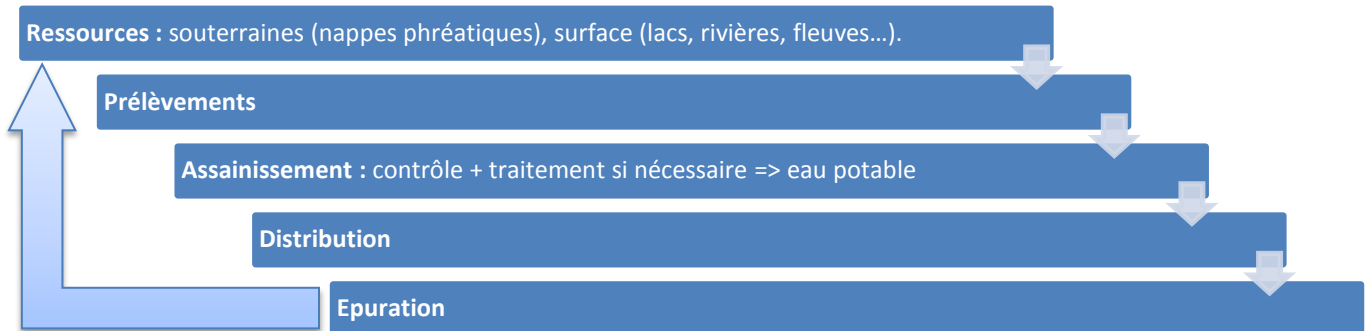 Ressources : souterraines (nappes phréatiques), surface (lacs, rivières, fleuves…).
Prélèvements
Assainissement : contrôle + traitement si nécessaire => eau potable
Distribution
Epuration